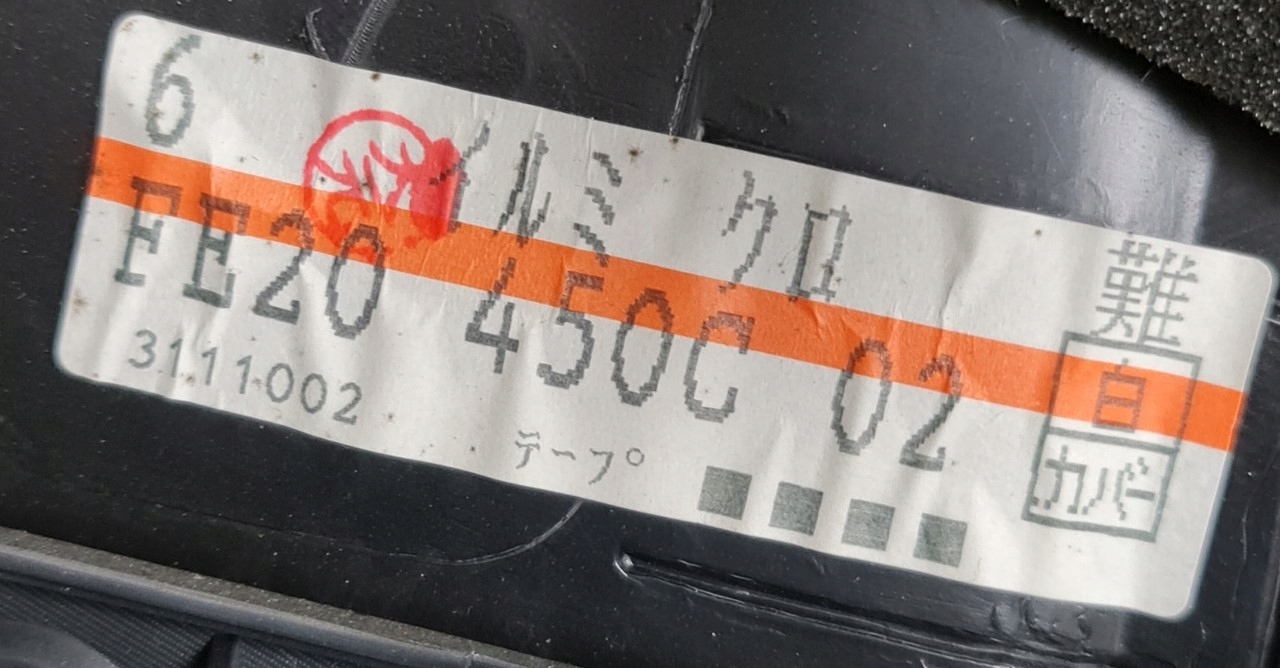 6 イルミ クロ 難
FE20 450C 02 白
3111002 テープ カバー